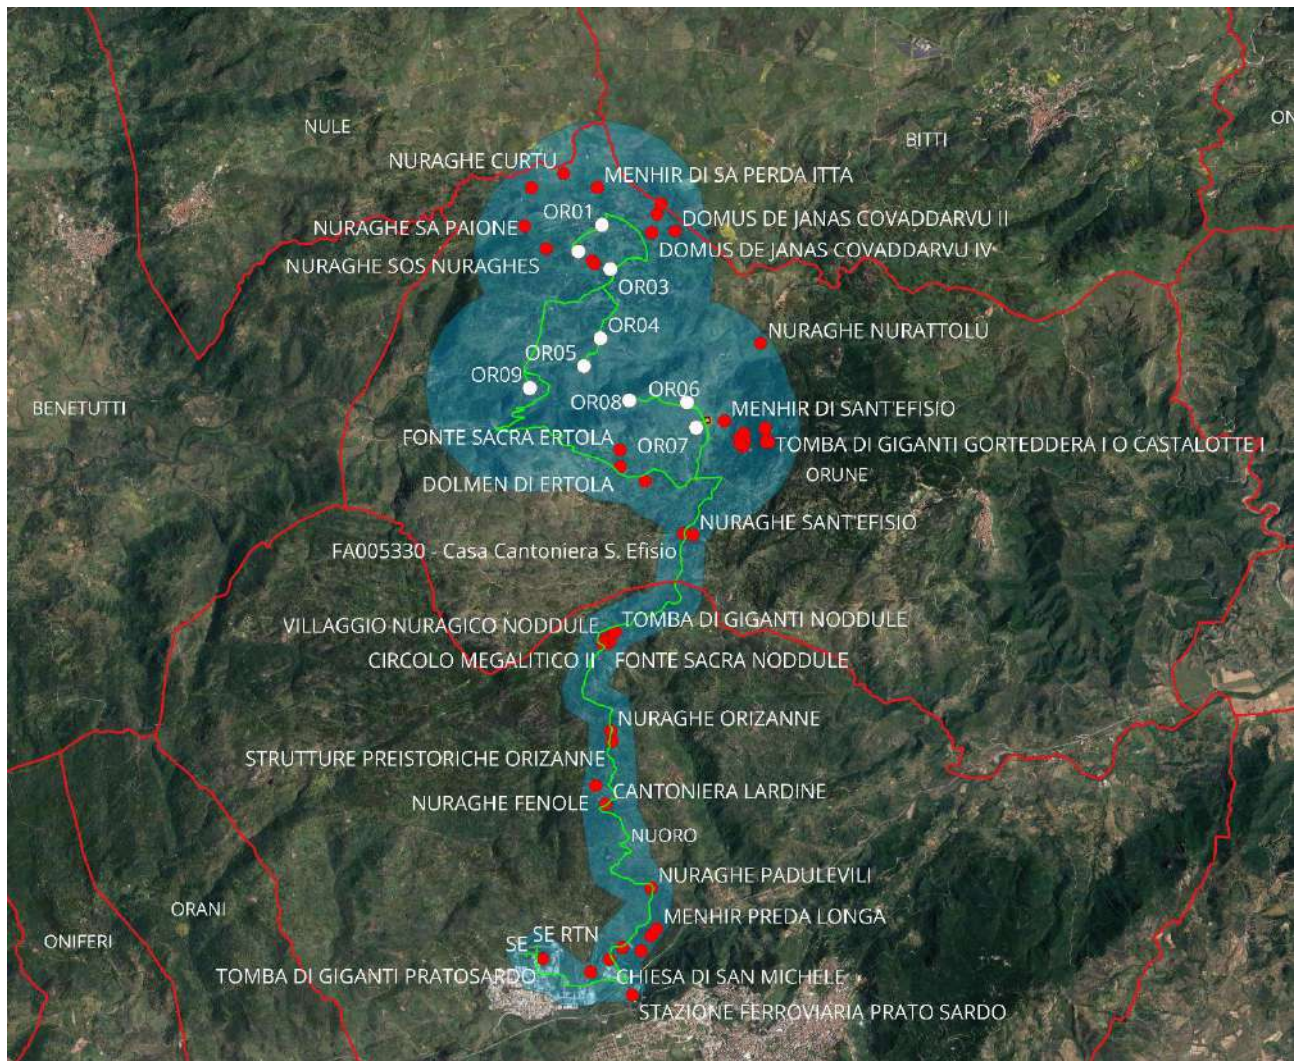 NULE
BITTI
ON
NURAGHE CURTU
MENHIR DI SA PERDA ITTA
OR01
DOMUS DE JANAS COVADDARVU II
NURAGHE SA PAIONE
DOMUS DE JANAS COVADDARVU IV
NURAGHE SOS NURAGHES
OR03
OR04
NURAGHE NURATTOLU
OR05
OR09
OR06
OR08
BENETUTTI
MENHIR DI SANT'EFISIO
FONTE SACRA ERTOLA
OR07
TOMBA DI GIGANTI GORTEDDERA I O CASTALOTTE I
ORUNE
DOLMEN DI ERTOLA
NURAGHE SANT'EFISIO
FA005330 - Casa Cantoniera S. Efisio
VILLAGGIO NURAGICO NODDULE
TOMBA DI GIGANTI NODDULE
CIRCOLO MEGALITICO II
FONTE SACRA NODDULE
NURAGHE ORIZANNE
STRUTTURE PREISTORICHE ORIZANNE
CANTONIERA LARDINE
NURAGHE FENOLE
NUORO
NURAGHE PADULEVILI
ORANI
MENHIR PREDA LONGA
ONIFERI
SE
SE RTN
TOMBA DI GIGANTI PRATOSARDO
CHIESA DI SAN MICHELE
STAZIONE FERROVIARIA PRATO SARDO